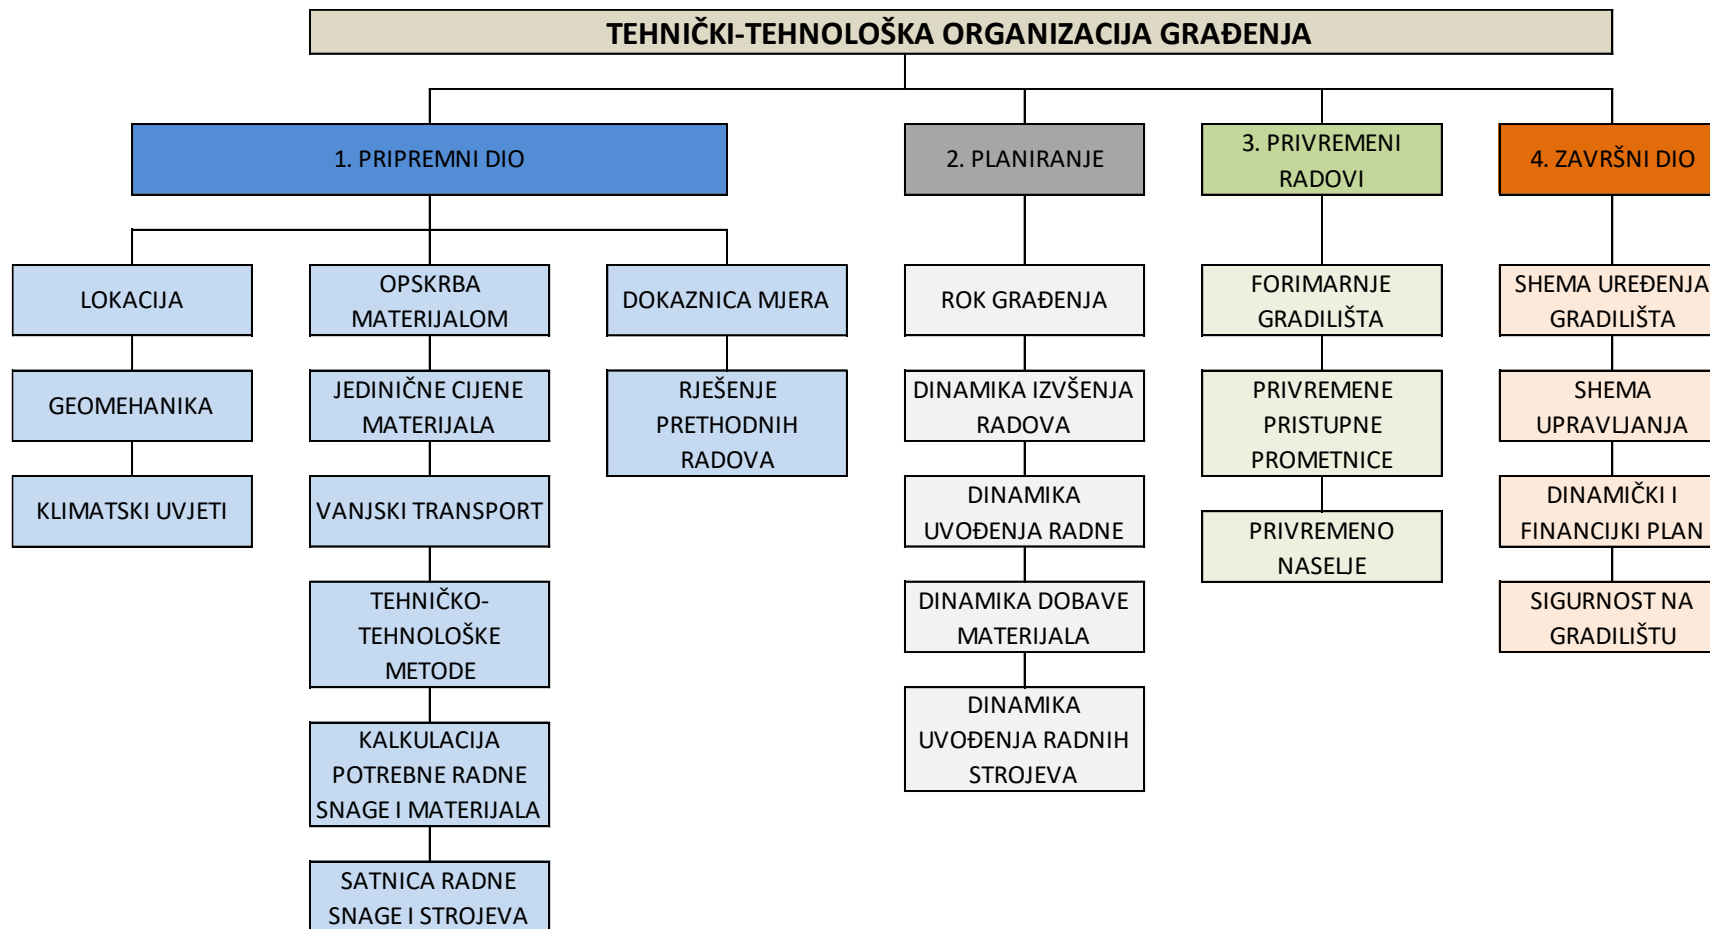 TEHNIČKI-TEHNOLOŠKA ORGANIZACIJA GRAĐENJA
1. PRIPREMNI DIO
LOKACIJA
GEOMEHANIKA
KLIMATSKI UVJETI
OPSKRBA
MATERIJALOM
JEDINIČNE CIJENE
MATERIJALA
VANJSKI TRANSPORT
TEHNIČKO-
TEHNOLOŠKE
METODE
KALKULACIJA
POTREBNE RADNE
SNAGE I MATERIJALA
SATNICA RADNE
SNAGE I STROJEVA
DOKAZNICA MJERA
RJEŠENJE
PRETHODNIH
RADOVA
2. PLANIRANJE
ROK GRAĐENJA
DINAMIKA IZVŠENJA
RADOVA
DINAMIKA
UVOĐENJA RADNE
DINAMIKA DOBAVE
MATERIJALA
DINAMIKA
UVOĐENJA RADNIH
STROJEVA
3. PRIVREMENI
RADOVI
FORIMARNJE
GRADILIŠTA
PRIVREMENE
PRISTUPNE
PROMETNICE
PRIVREMENO
NASELJE
4. ZAVRŠNI DIO
SHEMA UREĐENJA
GRADILIŠTA
SHEMA
UPRAVLJANJA
DINAMIČKI I
FINANCIJKI PLAN
SIGURNOST NA
GRADILIŠTU